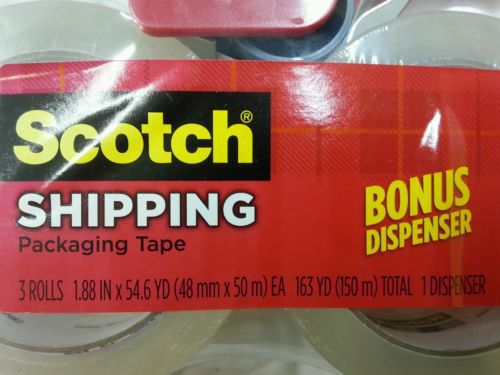 Scotch®
SHIPPING
Packaging Tape
BONUS
DISPENSER
3 ROLLS 1.88 IN x 54.6 YD (48 mm x 50 m) EA 163 YD (150 m) TOTAL 1 DISPENSER